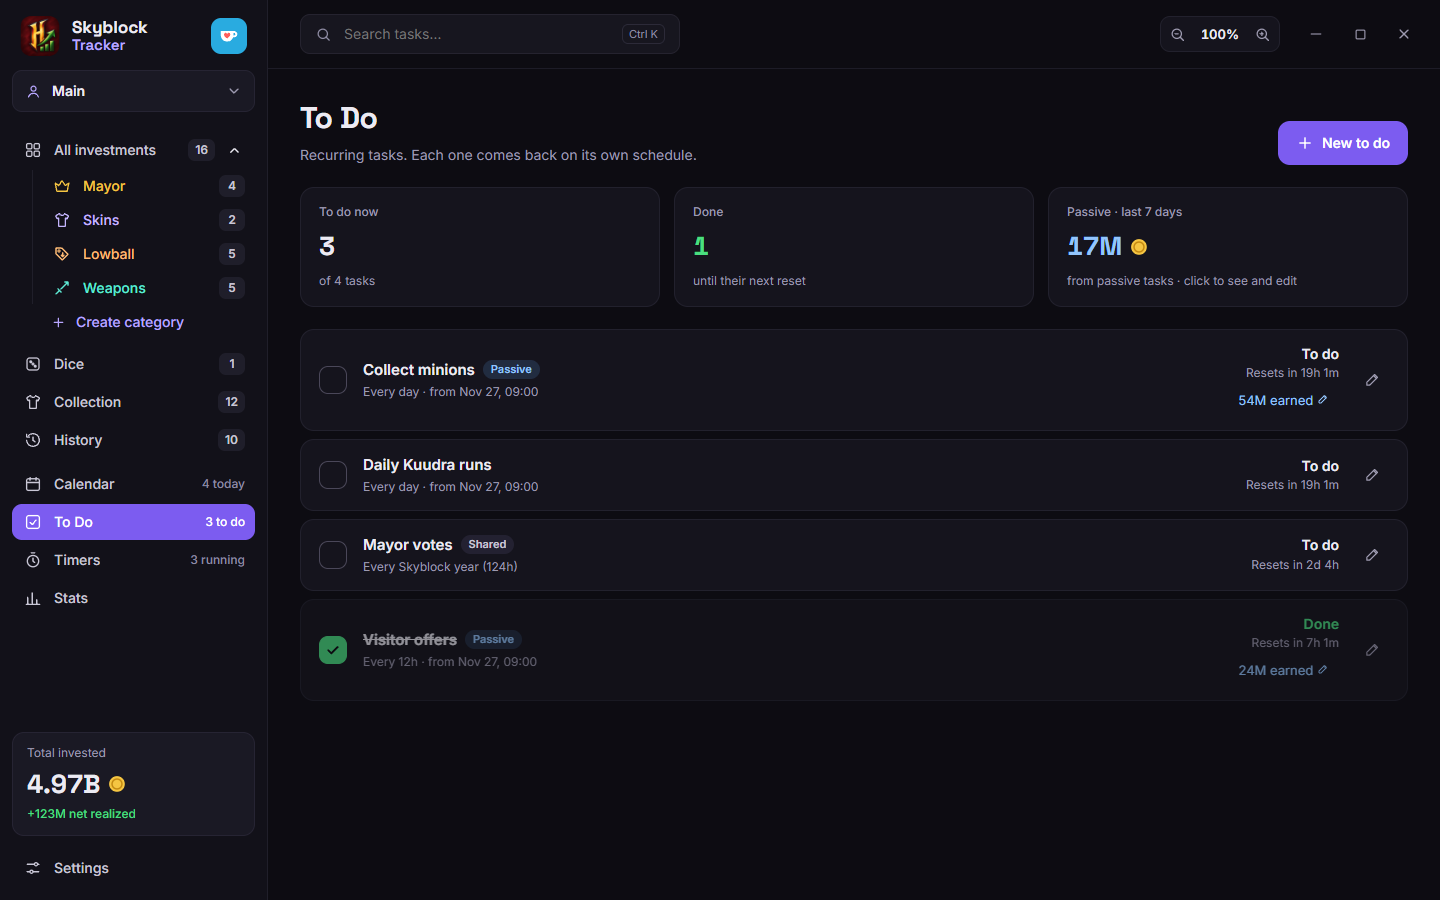 Skyblock
Tracker
Search tasks...
Ctrl K
100%
Main
All investments 16
Mayor 4
Skins 2
Lowball 5
Weapons 5
Create category
Dice 1
Collection 12
History 10
Calendar 4 today
To Do 3 to do
Timers 3 running
Stats
Total invested
4.97B
+123M net realized
Settings
To Do
Recurring tasks. Each one comes back on its own schedule.
New to do
To do now
3
of 4 tasks
Done
1
until their next reset
Passive · last 7 days
17M
from passive tasks · click to see and edit
Collect minions Passive
Every day · from Nov 27, 09:00
To do
Resets in 19h 1m
54M earned
Daily Kuudra runs
Every day · from Nov 27, 09:00
To do
Resets in 19h 1m
Mayor votes Shared
Every Skyblock year (124h)
To do
Resets in 2d 4h
Visitor offers Passive
Every 12h · from Nov 27, 09:00
Done
Resets in 7h 1m
24M earned